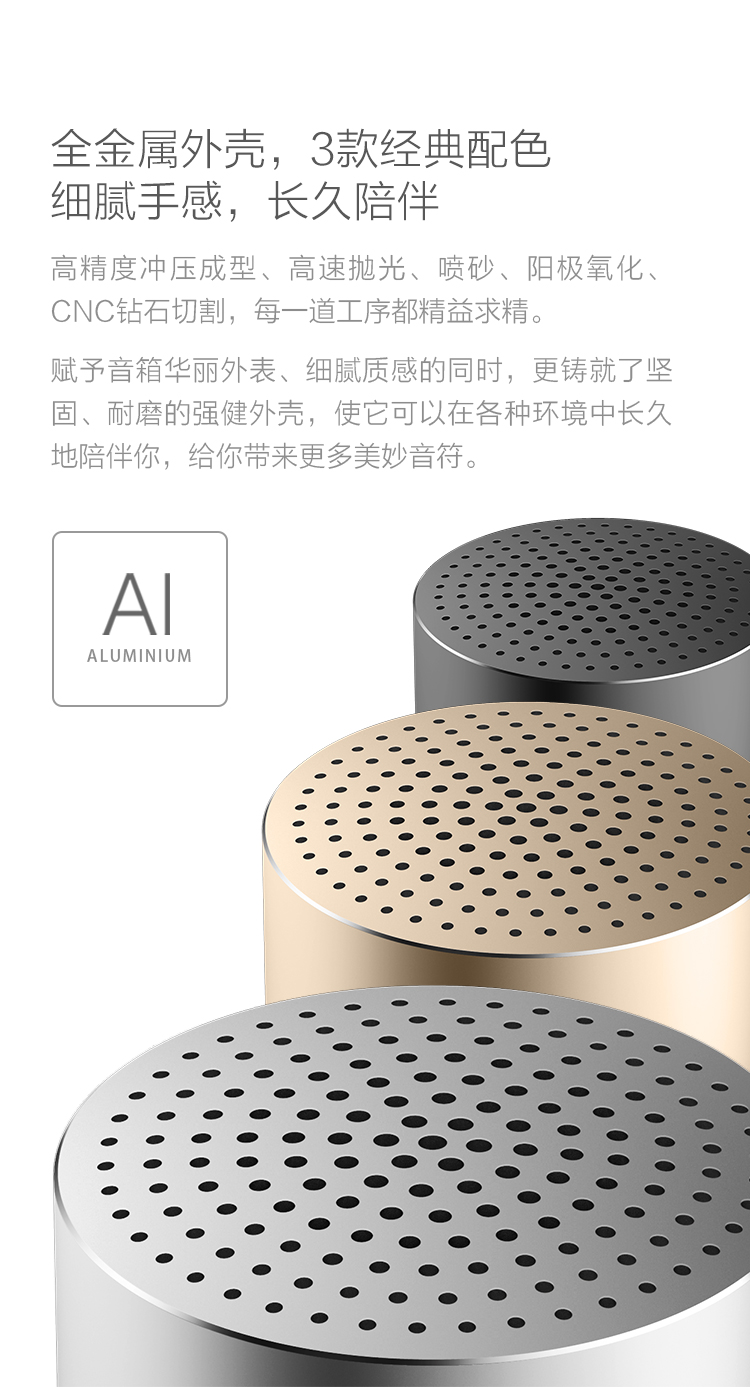 全金属外壳，3款经典配色
细腻手感，长久陪伴
高精度冲压成型、高速抛光、喷砂、阳极氧化、
CNC钻石切割，每一道工序都精益求精。
赋予音箱华丽外表、细腻质感的同时，更铸就了坚
固、耐磨的强健外壳，使它可以在各种环境中长久
地陪伴你，给你带来更多美妙音符。
Al
ALUMINIUM